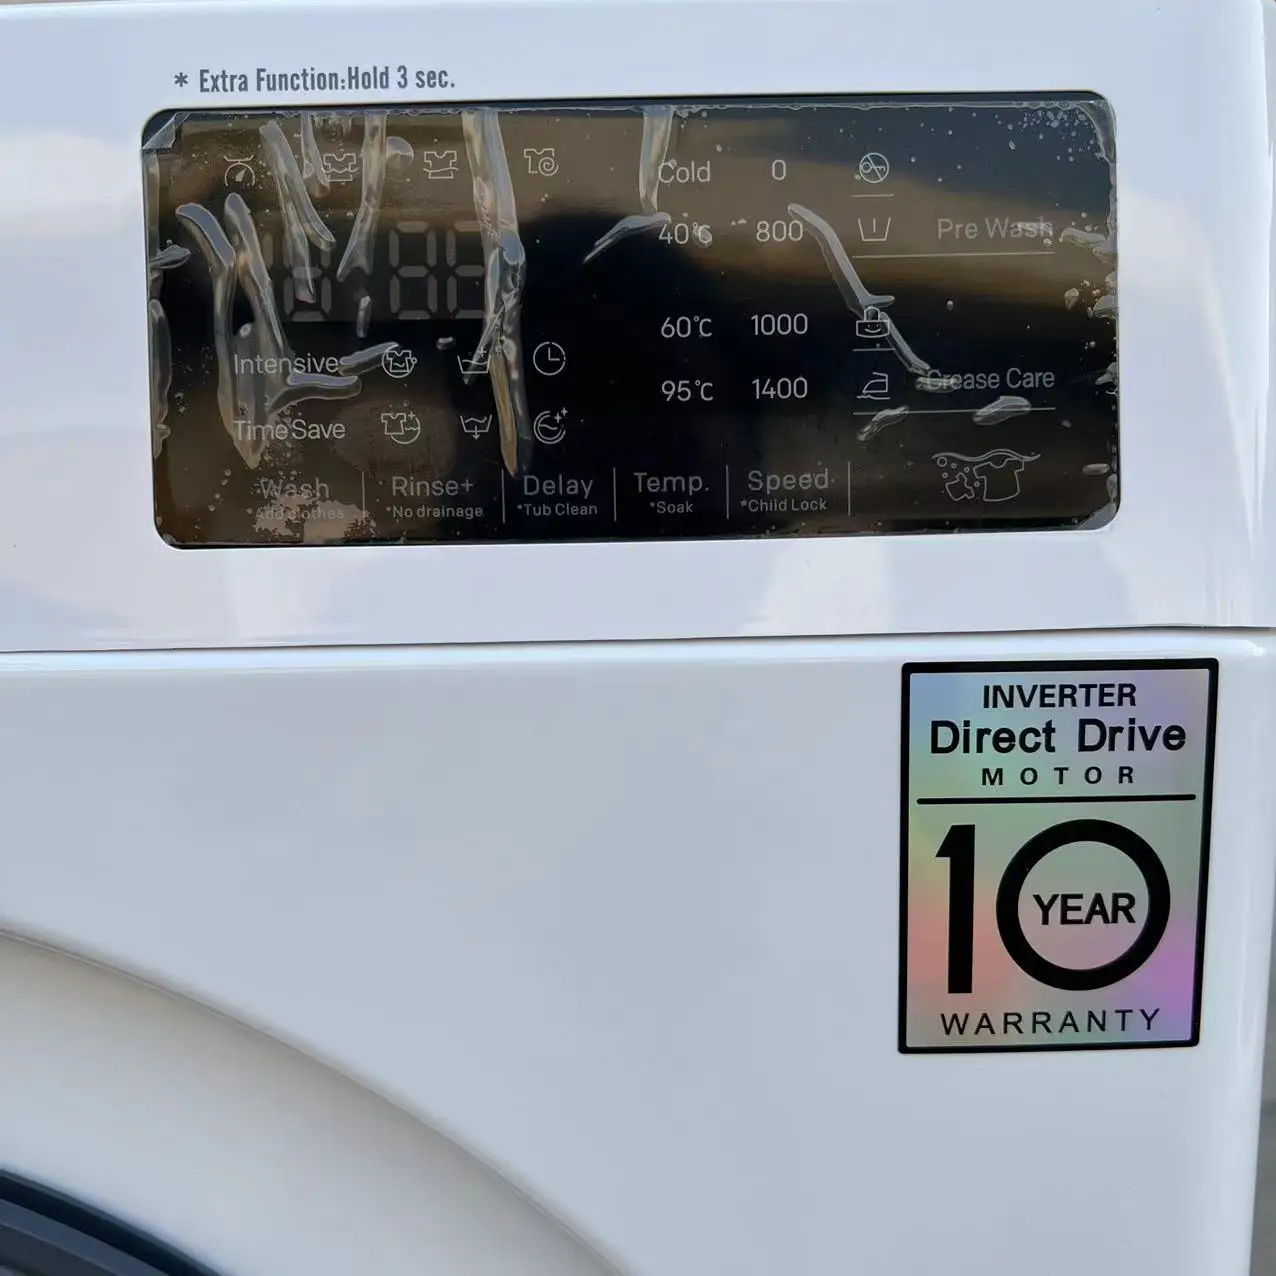 * Extra Function:Hold 3 sec.
Cold 0
40℃ 800 Pre Wash
60℃ 1000
Intensive
95℃ 1400 Crease Care
TimeSave
Wash Rinse+ Delay Temp. Speed
*Add clothes *No drainage *Tub Clean *Soak *Child Lock
INVERTER
Direct Drive
MOTOR
10
YEAR
WARRANTY